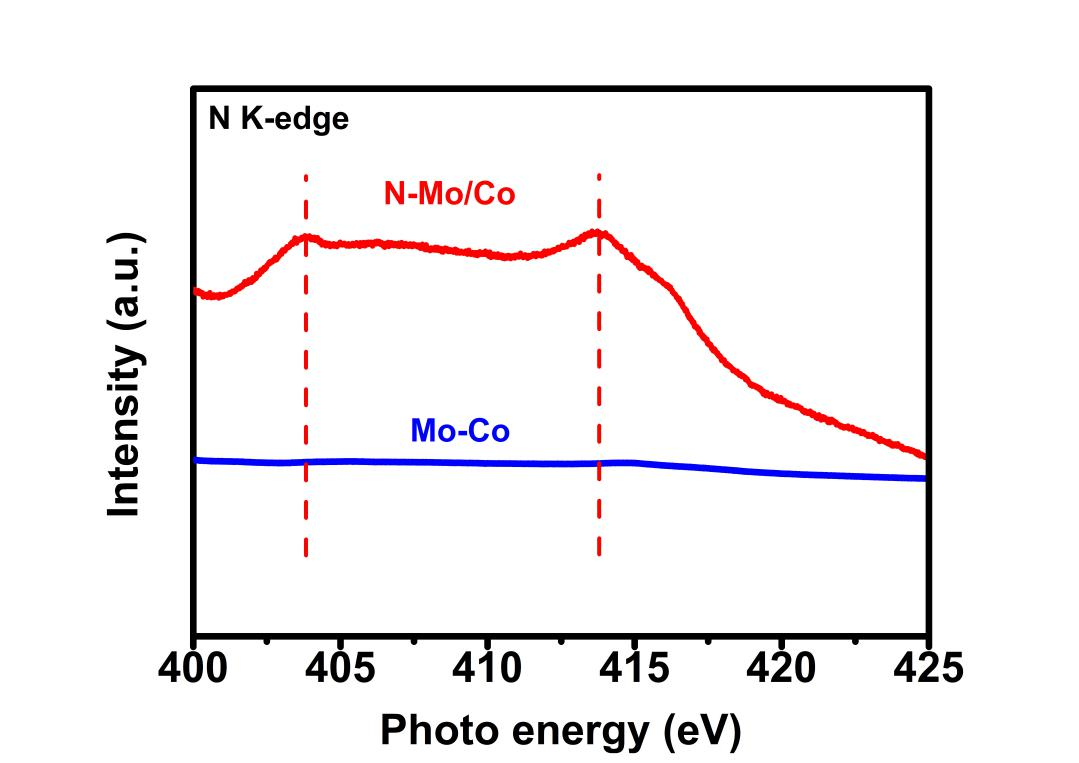 N K-edge
N-Mo/Co
Mo-Co
Intensity (a.u.)
400 405 410 415 420 425
Photo energy (eV)